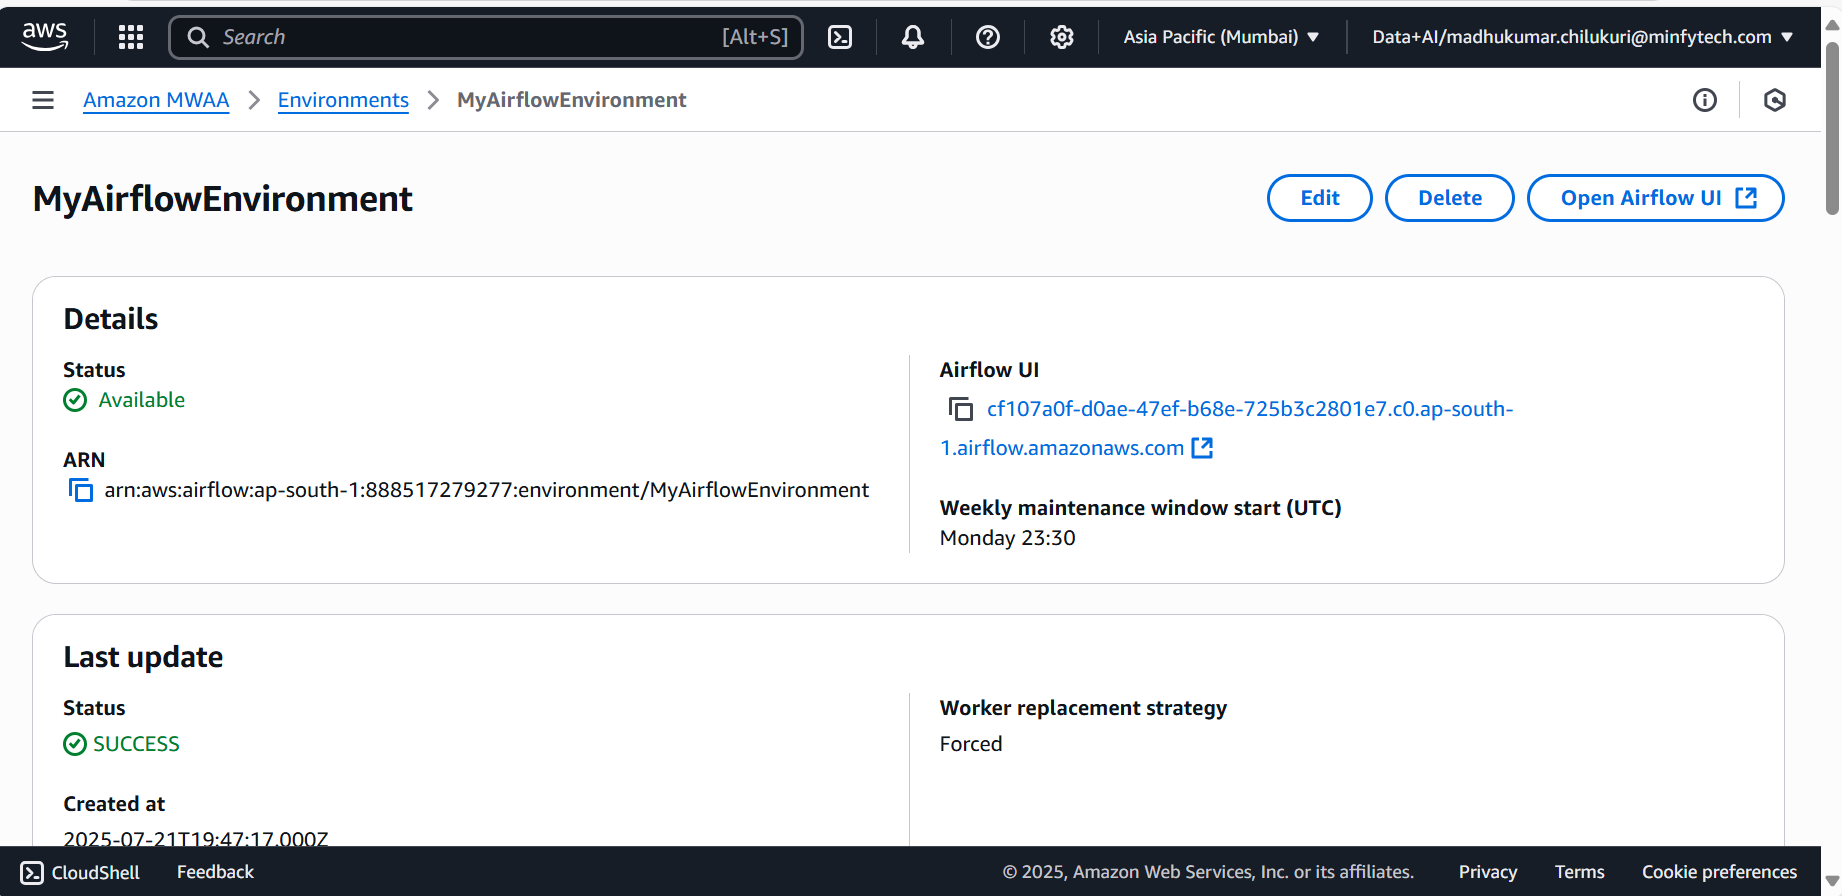 aws
Search [Alt+S]
Asia Pacific (Mumbai)
Data+AI/madhukumar.chilukuri@minfytech.com
Amazon MWAA > Environments > MyAirflowEnvironment
MyAirflowEnvironment
Edit
Delete
Open Airflow UI
Details
Status
Available
ARN
arn:aws:airflow:ap-south-1:888517279277:environment/MyAirflowEnvironment
Airflow UI
cf107a0f-d0ae-47ef-b68e-725b3c2801e7.c0.ap-south-
1.airflow.amazonaws.com
Weekly maintenance window start (UTC)
Monday 23:30
Last update
Status
SUCCESS
Created at
2025-07-21T19:47:17.000Z
Worker replacement strategy
Forced
CloudShell
Feedback
© 2025, Amazon Web Services, Inc. or its affiliates.
Privacy
Terms
Cookie preferences